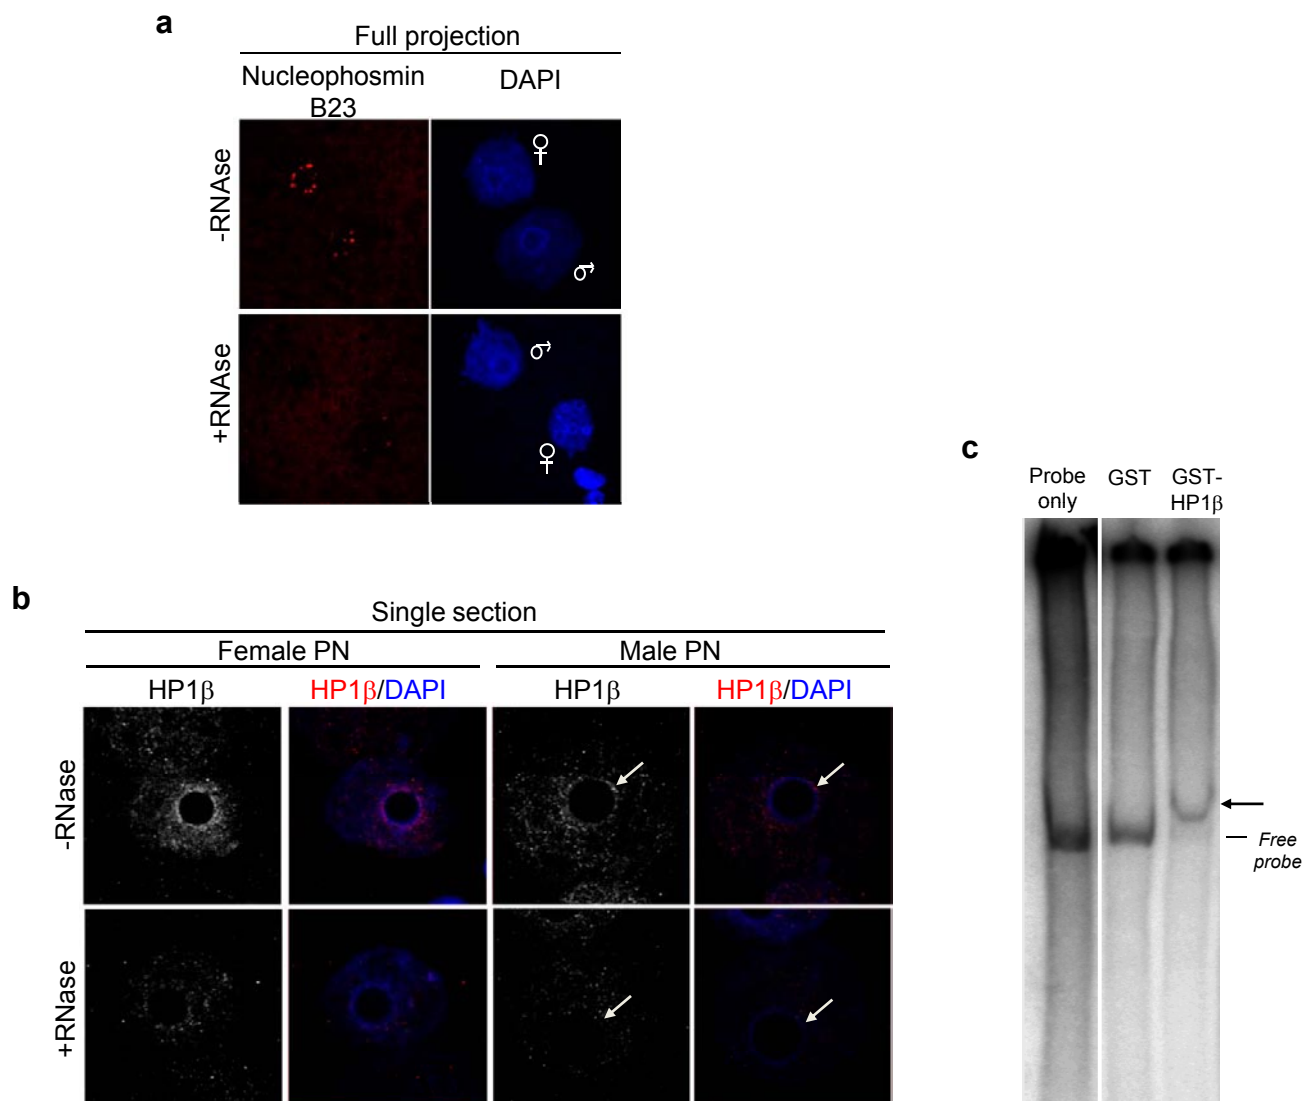 a
Full projection
Nucleophosmin
B23
DAPI
-RNAse
♀
♂
+RNAse
♂
♀
b
Single section
Female PN
Male PN
HP1β
HP1β/DAPI
HP1β
HP1β/DAPI
-RNase
+RNase
c
Probe
only
GST
GST-
HP1β
Free
probe